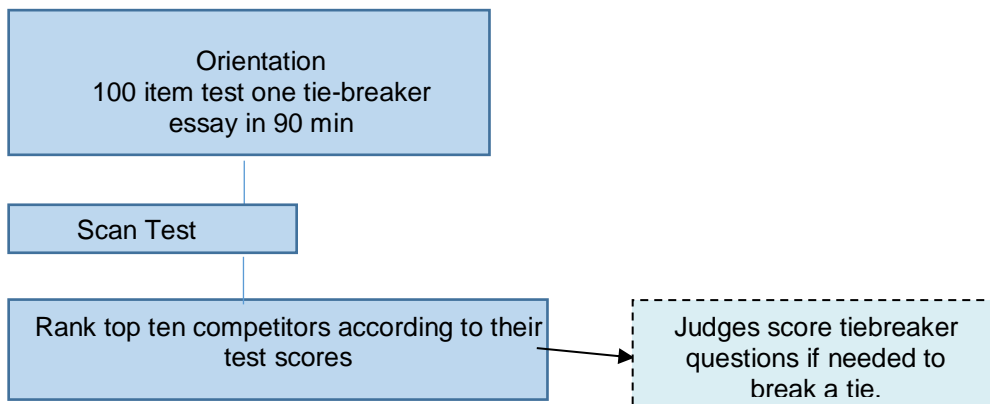 Orientation
100 item test one tie-breaker
essay in 90 min
Scan Test
Rank top ten competitors according to their
test scores
Judges score tiebreaker
questions if needed to
break a tie.